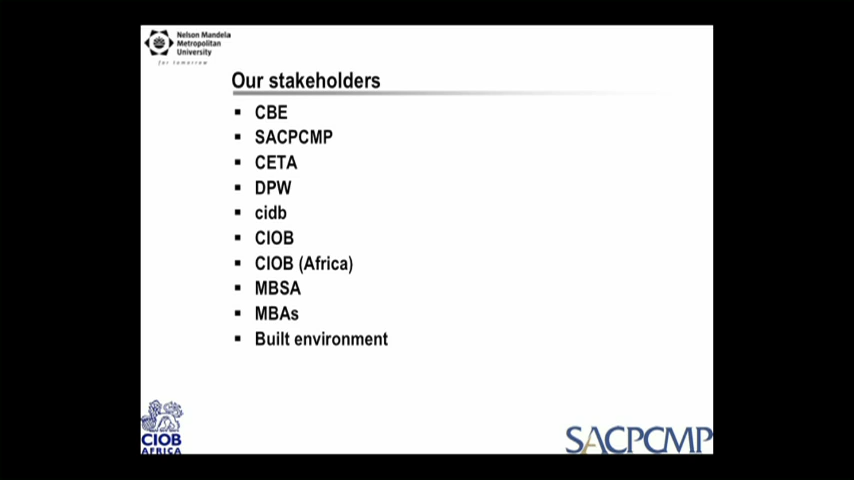 Nelson Mandela
Metropolitan
University
for tomorrow
Our stakeholders
CBE
SACPCMP
CETA
DPW
cidb
CIOB
CIOB (Africa)
MBSA
MBAs
Built environment
CIOB
AFRICA
SACPCMP